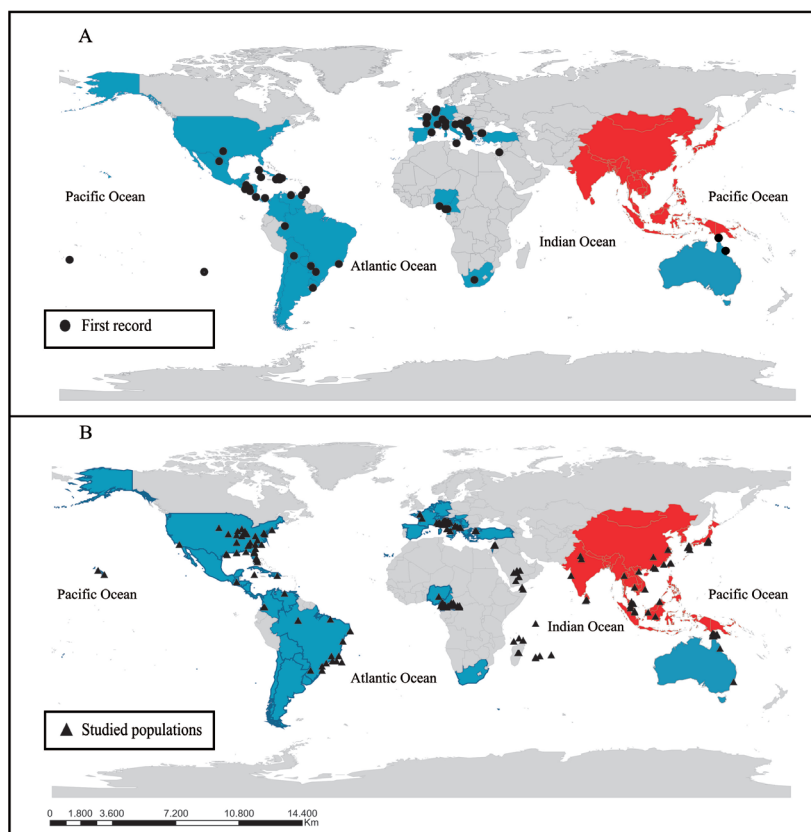 A
Pacific Ocean
Pacific Ocean
Indian Ocean
Atlantic Ocean
First record
B
Pacific Ocean
Pacific Ocean
Indian Ocean
Atlantic Ocean
Studied populations
0 1.800 3.600 7.200 10.800 14.400
Km